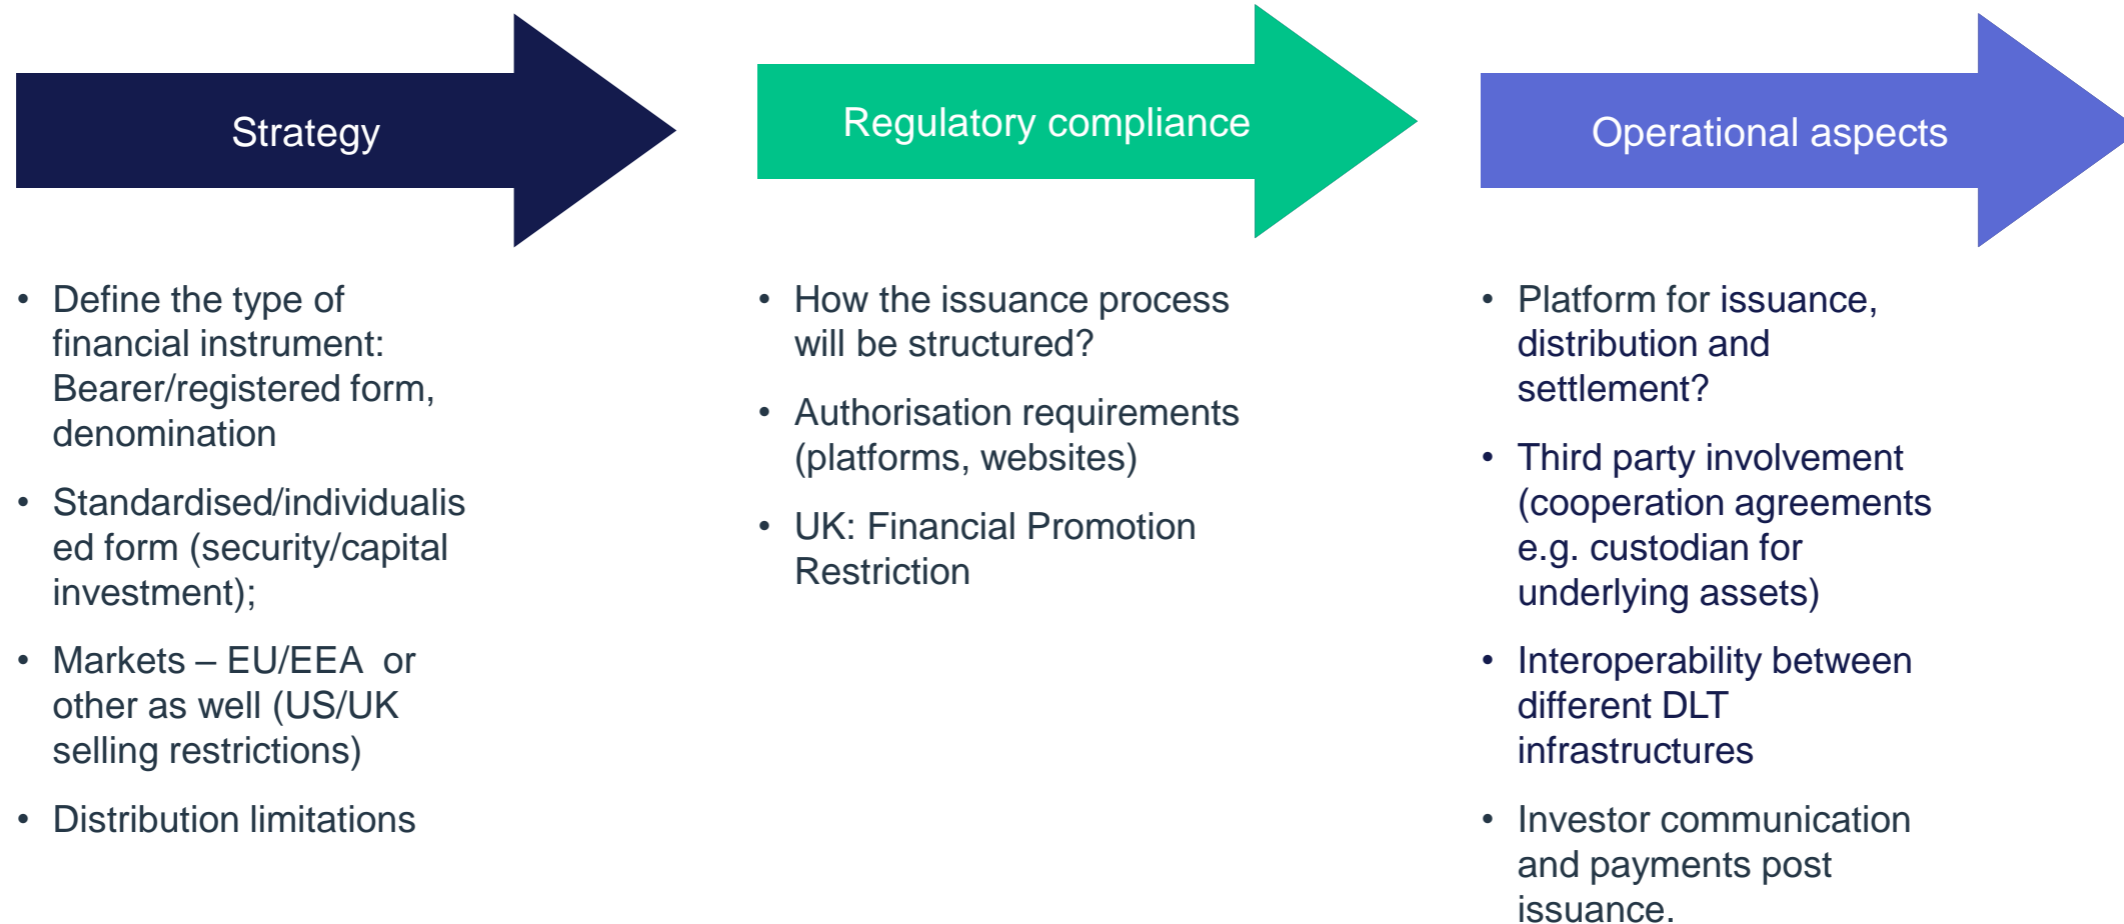 Strategy
• Define the type of
financial instrument:
Bearer/registered form,
denomination
• Standardised/individualis
ed form (security/capital
investment);
• Markets – EU/EEA  or
other as well (US/UK
selling restrictions)
• Distribution limitations
Regulatory compliance
• How the issuance process
will be structured?
• Authorisation requirements
(platforms, websites)
• UK: Financial Promotion
Restriction
Operational aspects
• Platform for issuance,
distribution and
settlement?
• Third party involvement
(cooperation agreements
e.g. custodian for
underlying assets)
• Interoperability between
different DLT
infrastructures
• Investor communication
and payments post
issuance.